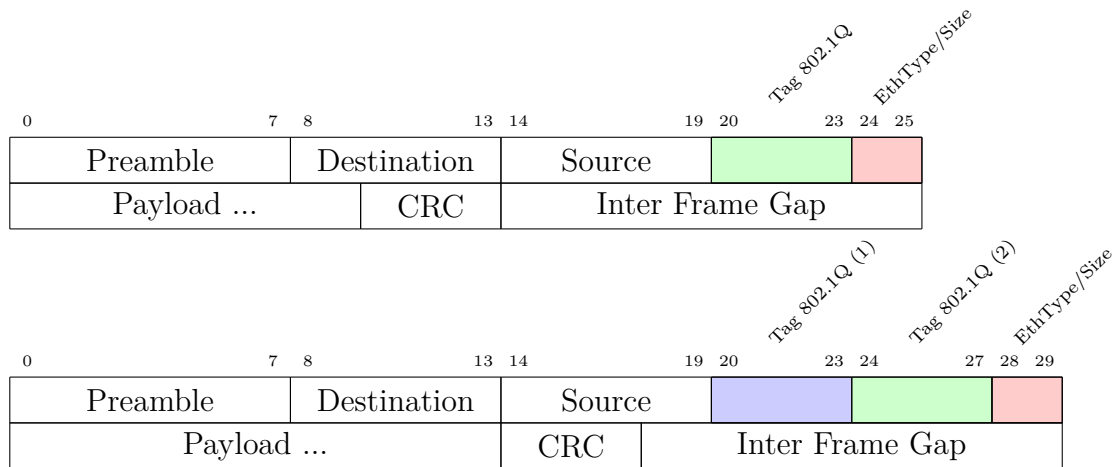 Tag 802.1Q
EthType/Size
0 7 8 13 14 19 20 23 24 25
Preamble Destination Source
Payload ... CRC Inter Frame Gap
Tag 802.1Q (1)
Tag 802.1Q (2)
EthType/Size
0 7 8 13 14 19 20 23 24 27 28 29
Preamble Destination Source
Payload ... CRC Inter Frame Gap